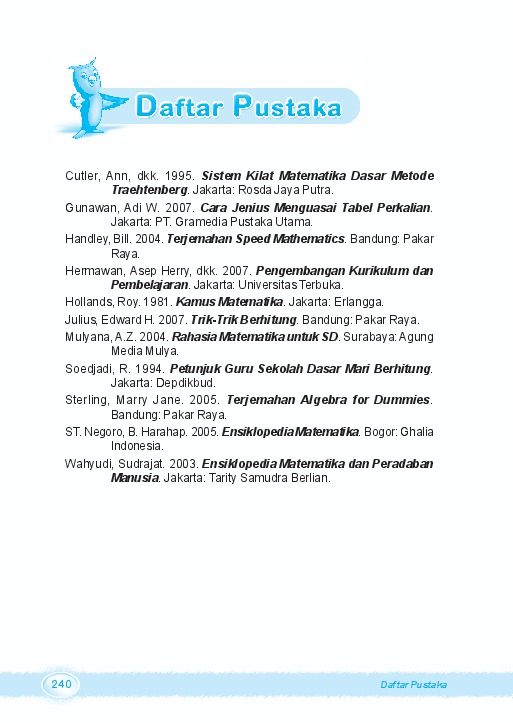 Daftar Pustaka
Cutler, Ann, dkk. 1995. Sistem Kilat Matematika Dasar Metode
Traehtenberg. Jakarta: Rosda Jaya Putra.
Gunawan, Adi W. 2007. Cara Jenius Menguasai Tabel Perkalian.
Jakarta: PT. Gramedia Pustaka Utama.
Handley, Bill. 2004. Terjemahan Speed Mathematics. Bandung: Pakar
Raya.
Hermawan, Asep Herry, dkk. 2007. Pengembangan Kurikulum dan
Pembelajaran. Jakarta: Universitas Terbuka.
Hollands, Roy. 1981. Kamus Matematika. Jakarta: Erlangga.
Julius, Edward H. 2007. Trik-Trik Berhitung. Bandung: Pakar Raya.
Mulyana, A.Z. 2004. Rahasia Matematika untuk SD. Surabaya: Agung
Media Mulya.
Soedjadi, R. 1994. Petunjuk Guru Sekolah Dasar Mari Berhitung.
Jakarta: Depdikbud.
Sterling, Marry Jane. 2005. Terjemahan Algebra for Dummies.
Bandung: Pakar Raya.
ST. Negoro, B. Harahap. 2005. Ensiklopedia Matematika. Bogor: Ghalia
Indonesia.
Wahyudi, Sudrajat. 2003. Ensiklopedia Matematika dan Peradaban
Manusia. Jakarta: Tarity Samudra Berlian.
240
Daftar Pustaka